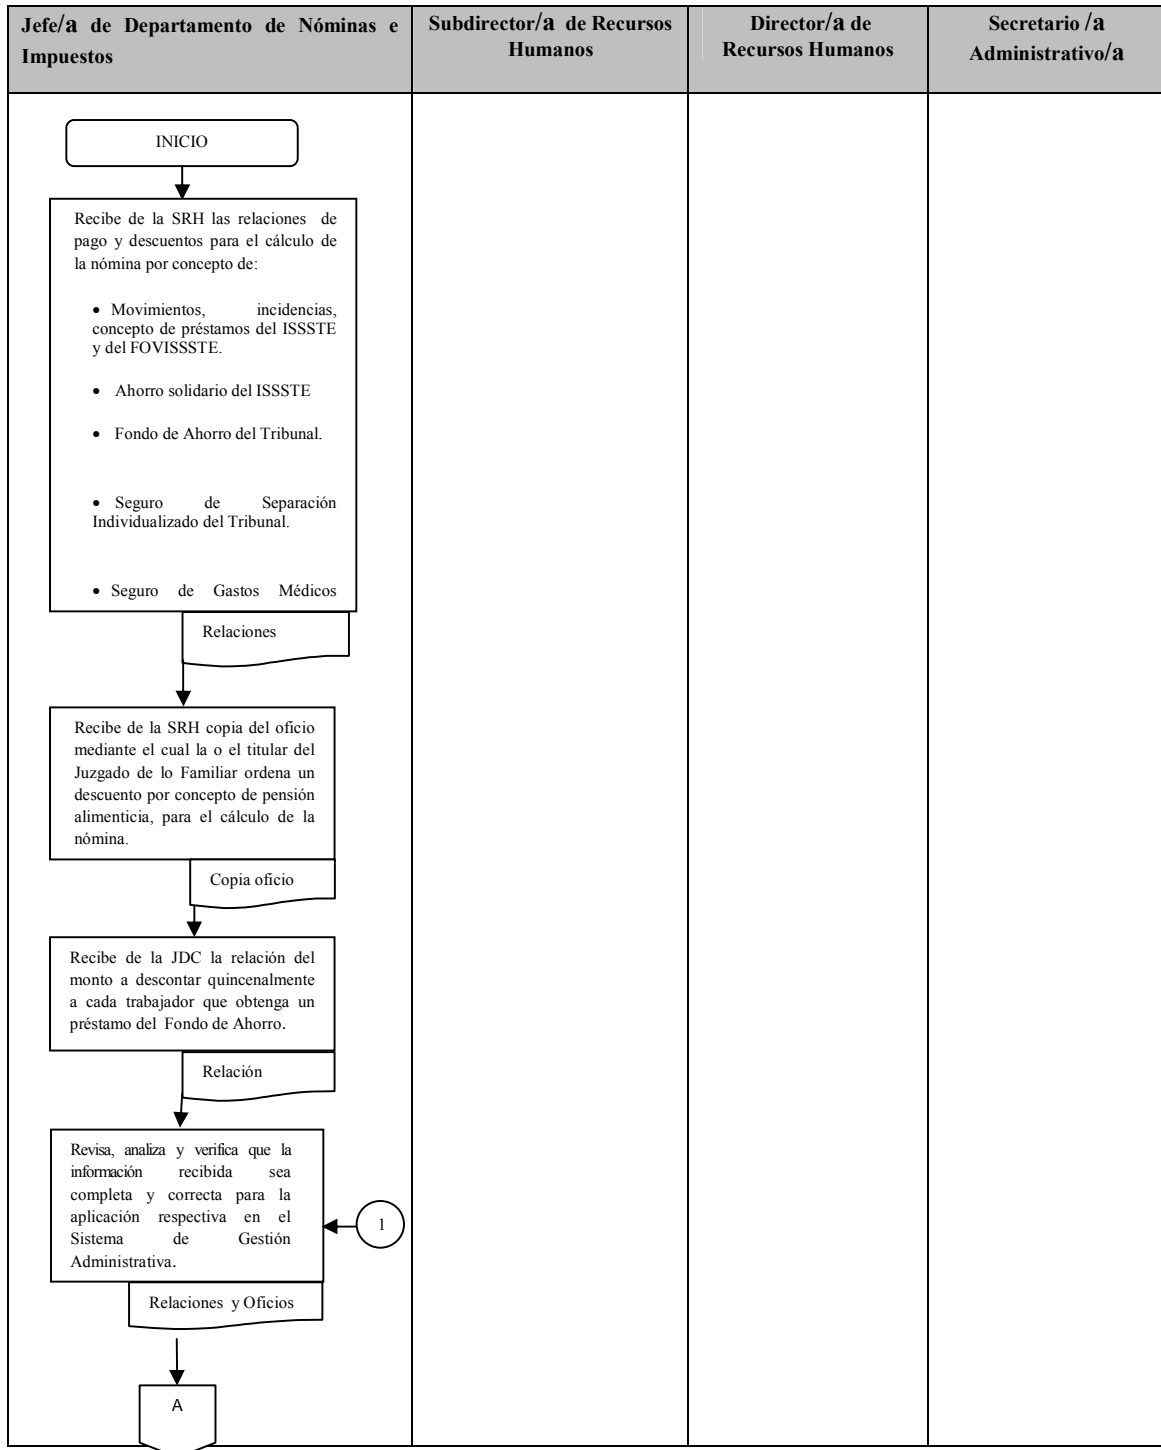 Jefe/a de Departamento de Nóminas e
Impuestos
Subdirector/a de Recursos
Humanos
Director/a de
Recursos Humanos
Secretario /a
Administrativo/a
INICIO
Recibe de la SRH las relaciones de
pago y descuentos para el cálculo de
la nómina por concepto de:
• Movimientos, incidencias,
concepto de préstamos del ISSSTE
y del FOVISSSTE.
• Ahorro solidario del ISSSTE
• Fondo de Ahorro del Tribunal.
• Seguro de Separación
Individualizado del Tribunal.
• Seguro de Gastos Médicos
Relaciones
Recibe de la SRH copia del oficio
mediante el cual la o el titular del
Juzgado de lo Familiar ordena un
descuento por concepto de pensión
alimenticia, para el cálculo de la
nómina.
Copia oficio
Recibe de la JDC la relación del
monto a descontar quincenalmente
a cada trabajador que obtenga un
préstamo del Fondo de Ahorro.
Relación
Revisa, analiza y verifica que la
información recibida sea
completa y correcta para la
aplicación respectiva en el
Sistema de Gestión
Administrativa.
1
Relaciones y Oficios
A